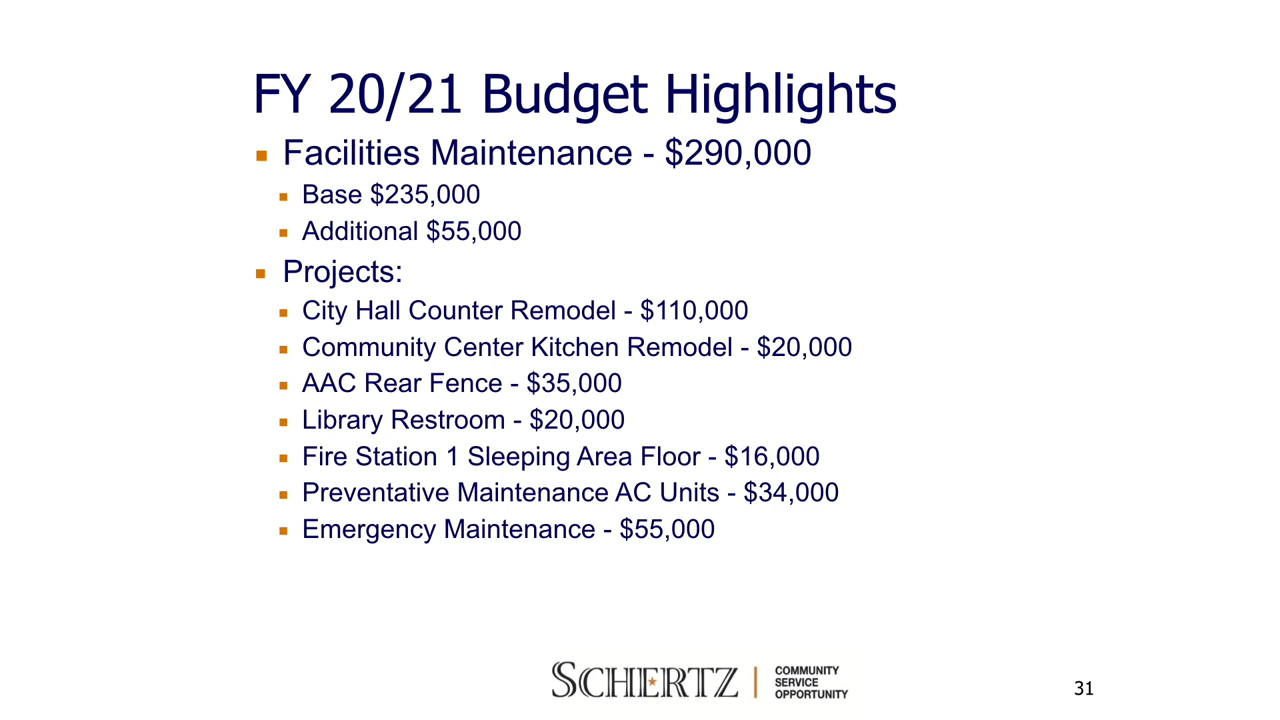 FY 20/21 Budget Highlights
Facilities Maintenance - $290,000
Base $235,000
Additional $55,000
Projects:
City Hall Counter Remodel - $110,000
Community Center Kitchen Remodel - $20,000
AAC Rear Fence - $35,000
Library Restroom - $20,000
Fire Station 1 Sleeping Area Floor - $16,000
Preventative Maintenance AC Units - $34,000
Emergency Maintenance - $55,000
SCHERTZ
COMMUNITY
SERVICE
OPPORTUNITY
31